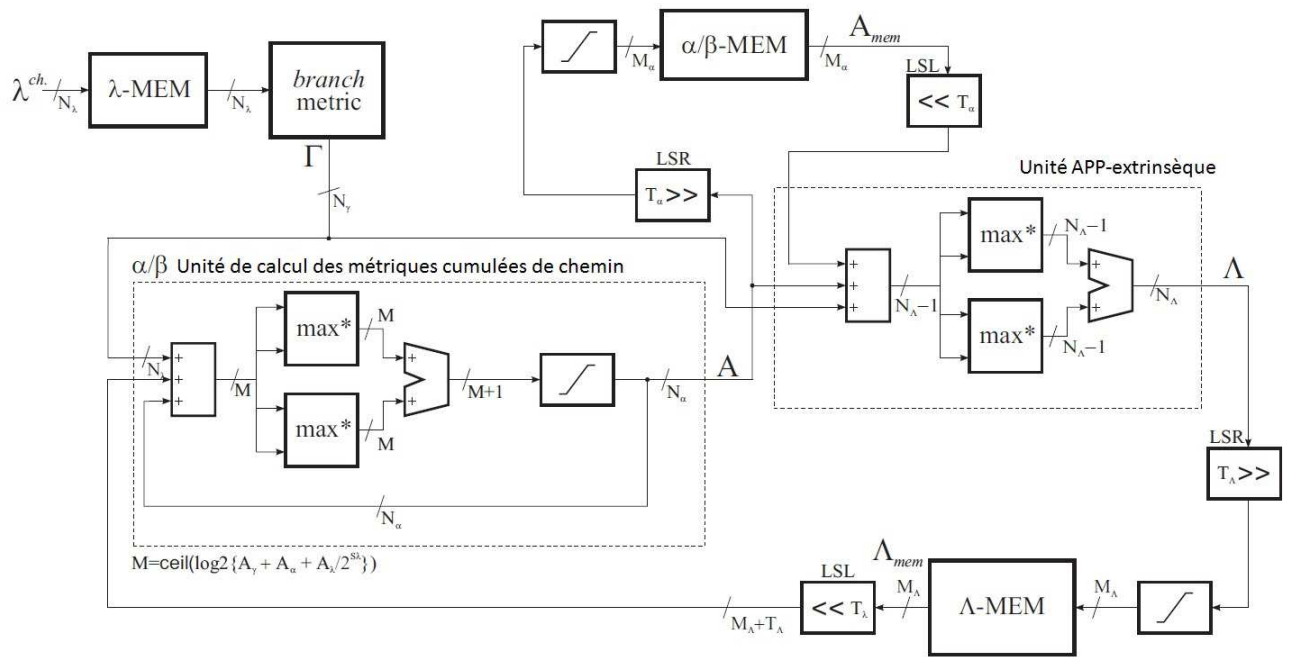 λ^ch.
N_λ
λ-MEM
N_λ
branch
metric
Γ
N_γ
M_α
α/β-MEM
M_α
A_mem
LSL
<< T_α
LSR
T_α >>
Unité APP-extrinsèque
+
+
+
N_Λ−1
max*
max*
N_Λ−1
N_Λ−1
+
+
N_Λ
Λ
α/β Unité de calcul des métriques cumulées de chemin
N_λ
+
+
+
M
max*
max*
M
M
+
+
M+1
N_α
A
N_α
M=ceil(log2{A_γ + A_α + A_λ/2^sλ})
LSR
T_Λ >>
M_Λ
Λ-MEM
Λ_mem
M_Λ
LSL
<< T_λ
M_Λ+T_Λ